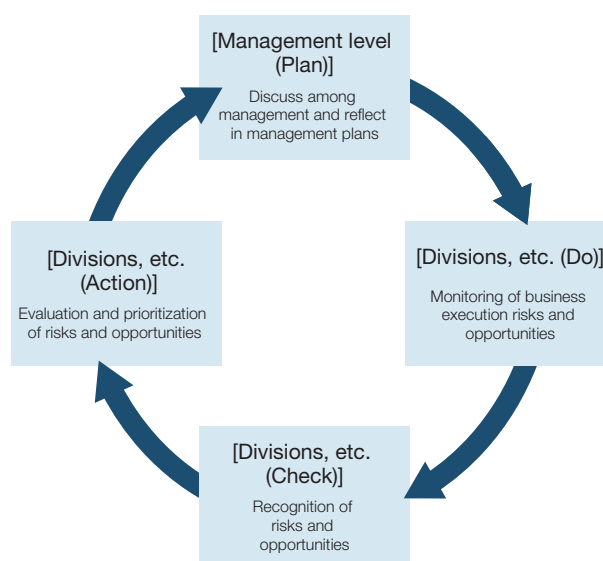 [Management level
(Plan)]
Discuss among
management and reflect
in management plans
[Divisions, etc. (Do)]
Monitoring of business
execution risks and
opportunities
[Divisions, etc.
(Check)]
Recognition of
risks and
opportunities
[Divisions, etc.
(Action)]
Evaluation and prioritization
of risks and opportunities